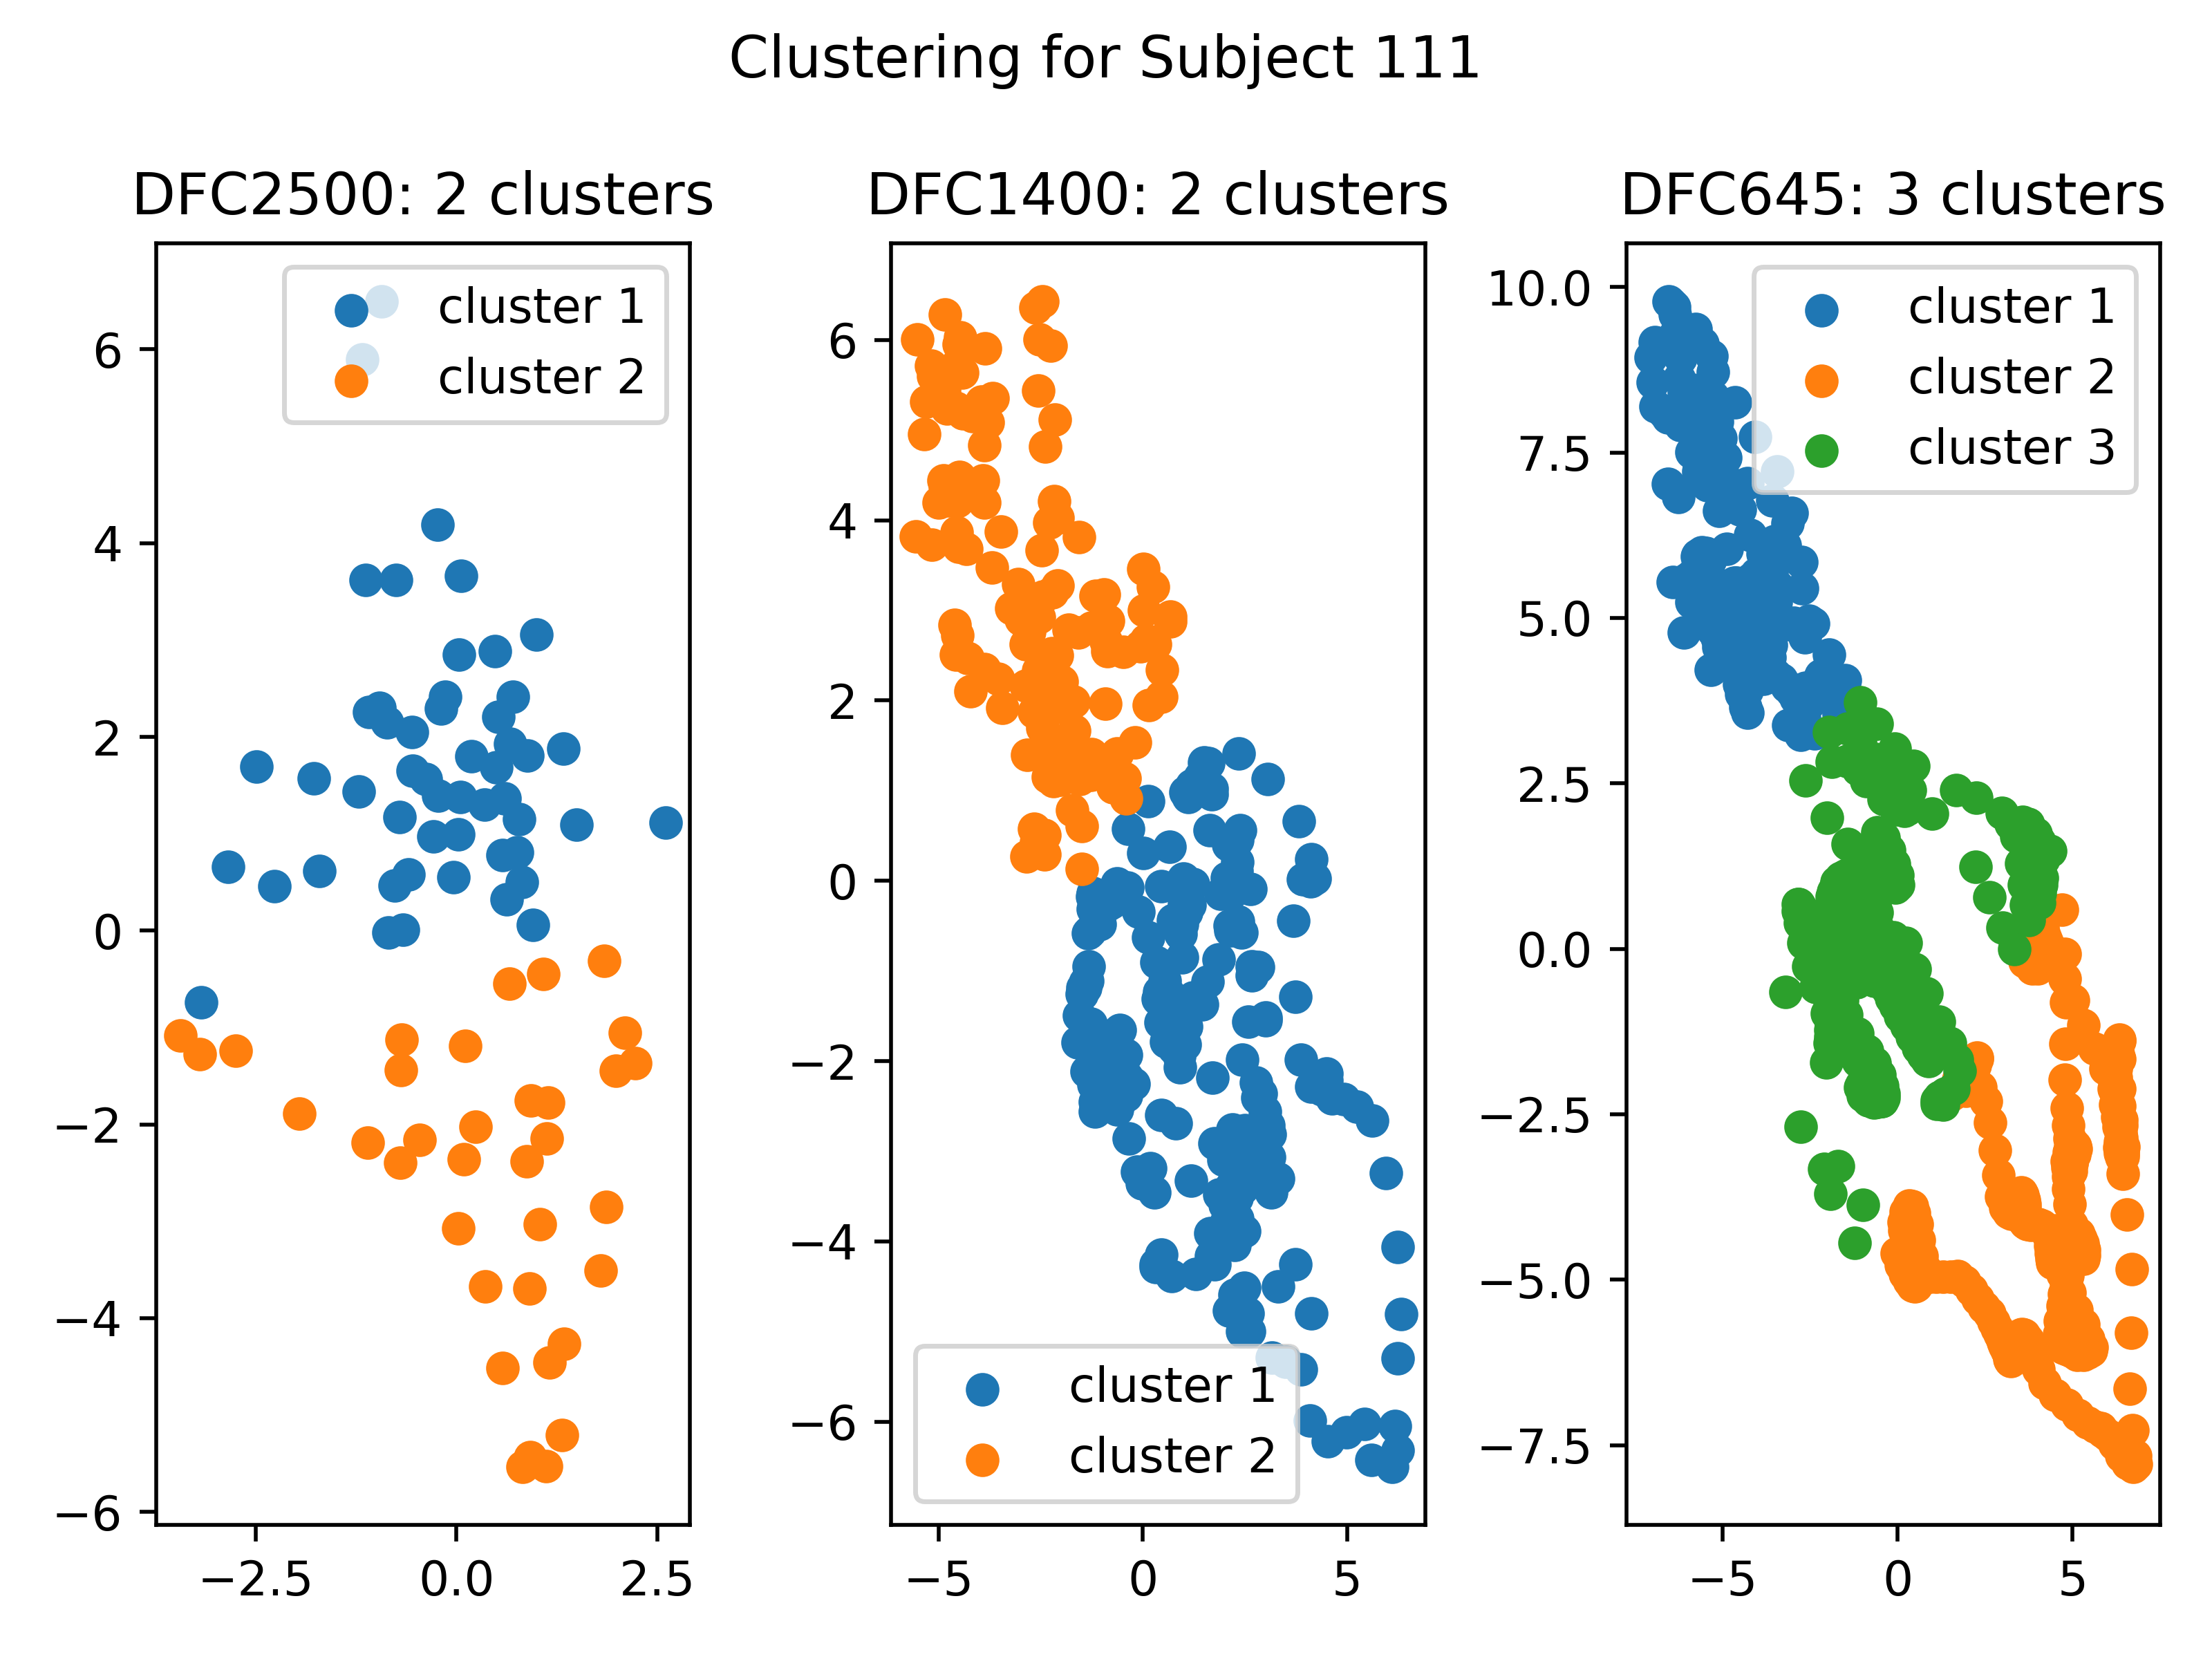 Clustering for Subject 111
DFC2500: 2 clusters
DFC1400: 2 clusters
DFC645: 3 clusters
cluster 1
cluster 2
6
4
2
0
−2
−4
−6
−2.5 0.0 2.5
cluster 1
cluster 2
6
4
2
0
−2
−4
−6
−5 0 5
cluster 1
cluster 2
cluster 3
10.0
7.5
5.0
2.5
0.0
−2.5
−5.0
−7.5
−5 0 5